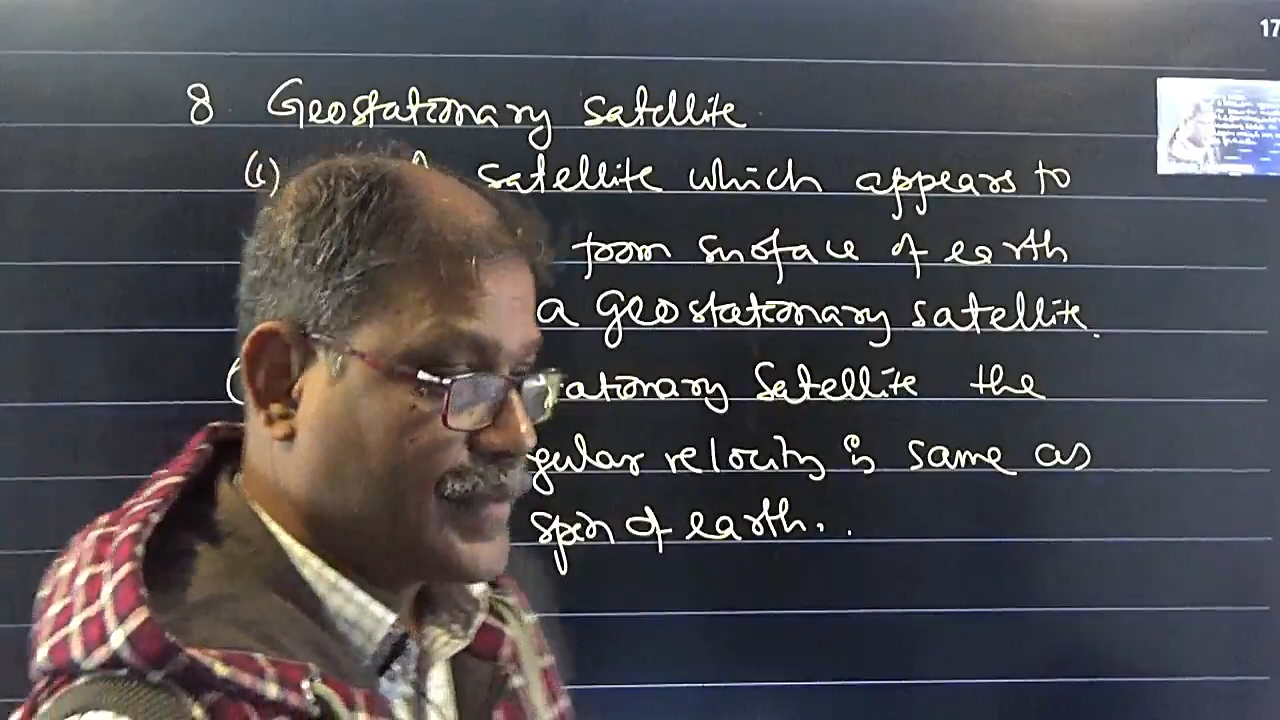 17
8 Geostationary satellite
(i) satellite which appears to
from surface of earth
a geostationary satellite.
ationary Satellite the
gular velocity is same as
spin of earth..